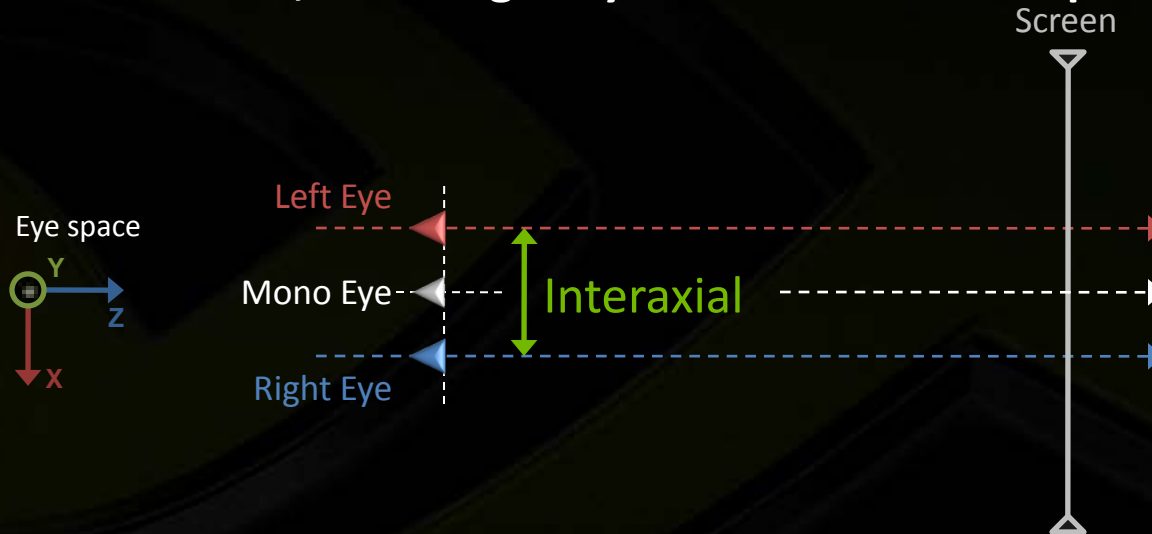 Screen
Left Eye
Eye space
Y
Mono Eye
Interaxial
Z
X
Right Eye